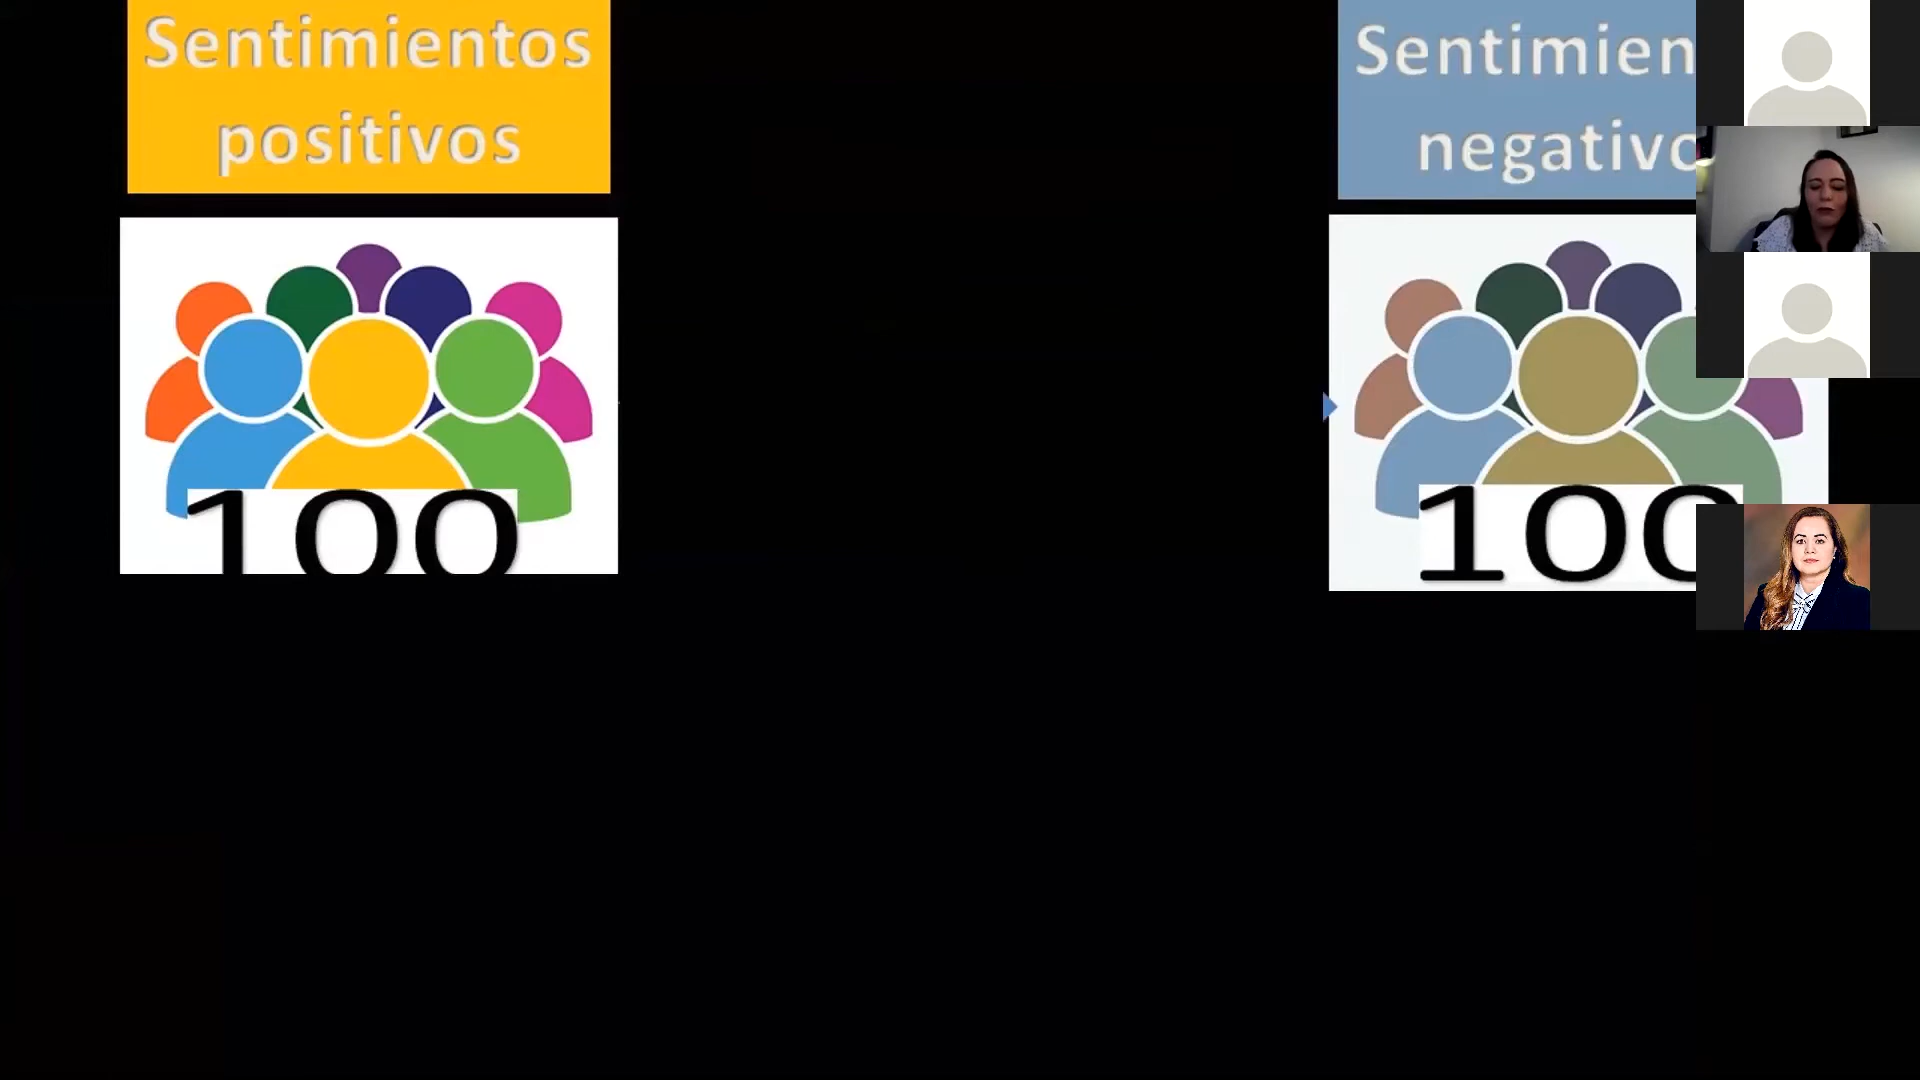 Sentimientos
positivos
100
Sentimien
negativo
100